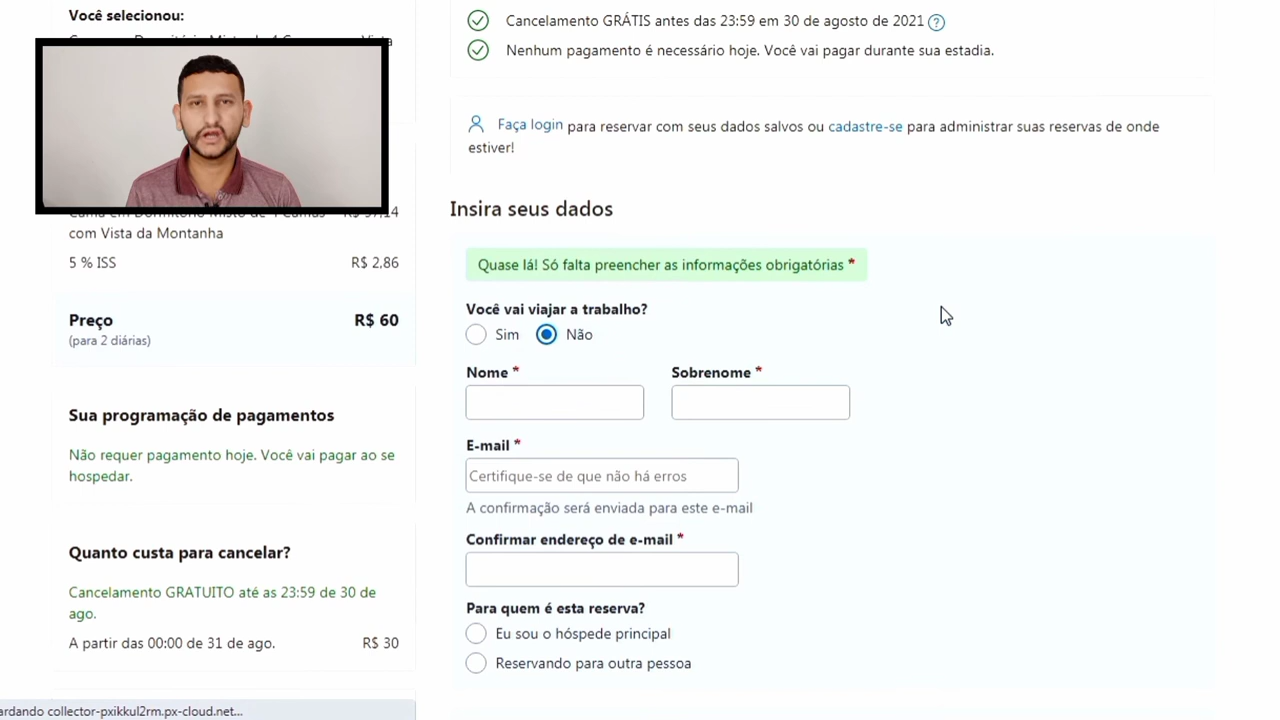 Você selecionou:
Vista
com Vista da Montanha
5 % ISS R$ 2,86
Preço R$ 60
(para 2 diárias)
Sua programação de pagamentos
Não requer pagamento hoje. Você vai pagar ao se
hospedar.
Quanto custa para cancelar?
Cancelamento GRATUITO até as 23:59 de 30 de
ago.
A partir das 00:00 de 31 de ago. R$ 30
ardando collector-pxikkul2rm.px-cloud.net...
Cancelamento GRÁTIS antes das 23:59 em 30 de agosto de 2021 ?
Nenhum pagamento é necessário hoje. Você vai pagar durante sua estadia.
Faça login para reservar com seus dados salvos ou cadastre-se para administrar suas reservas de onde
estiver!
Insira seus dados
Quase lá! Só falta preencher as informações obrigatórias *
Você vai viajar a trabalho?
Sim Não
Nome * Sobrenome *
E-mail *
Certifique-se de que não há erros
A confirmação será enviada para este e-mail
Confirmar endereço de e-mail *
Para quem é esta reserva?
Eu sou o hóspede principal
Reservando para outra pessoa